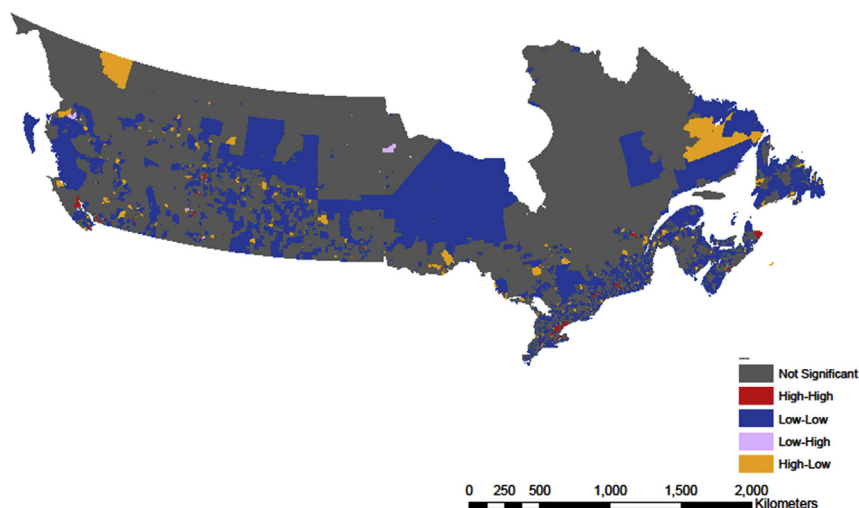 Not Significant
High-High
Low-Low
Low-High
High-Low
0 250 500 1,000 1,500 2,000
Kilometers